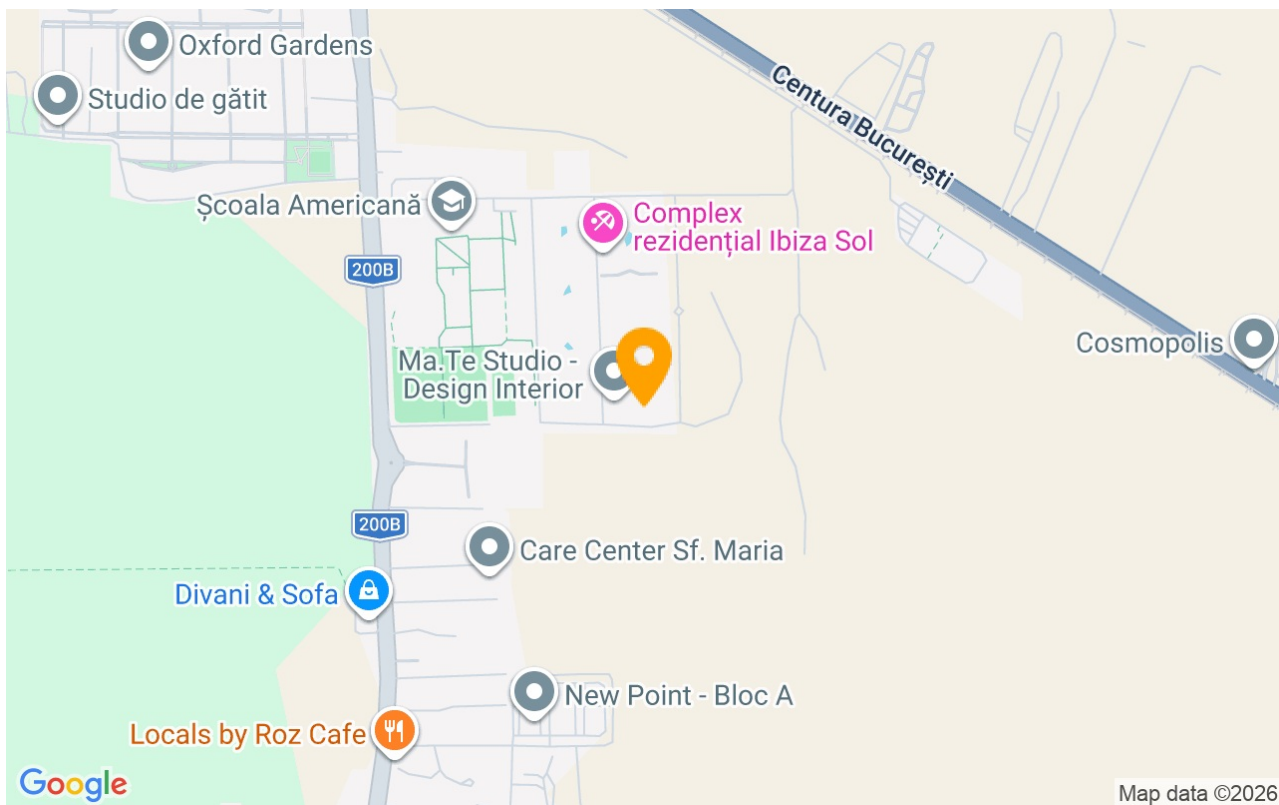 Oxford Gardens
Studio de gătit
Centura București
Școala Americană
Complex
rezidențial Ibiza Sol
200B
Cosmopolis
Ma.Te Studio -
Design Interior
200B
Care Center Sf. Maria
Divani & Sofa
New Point - Bloc A
Locals by Roz Cafe
Google
Map data ©2026